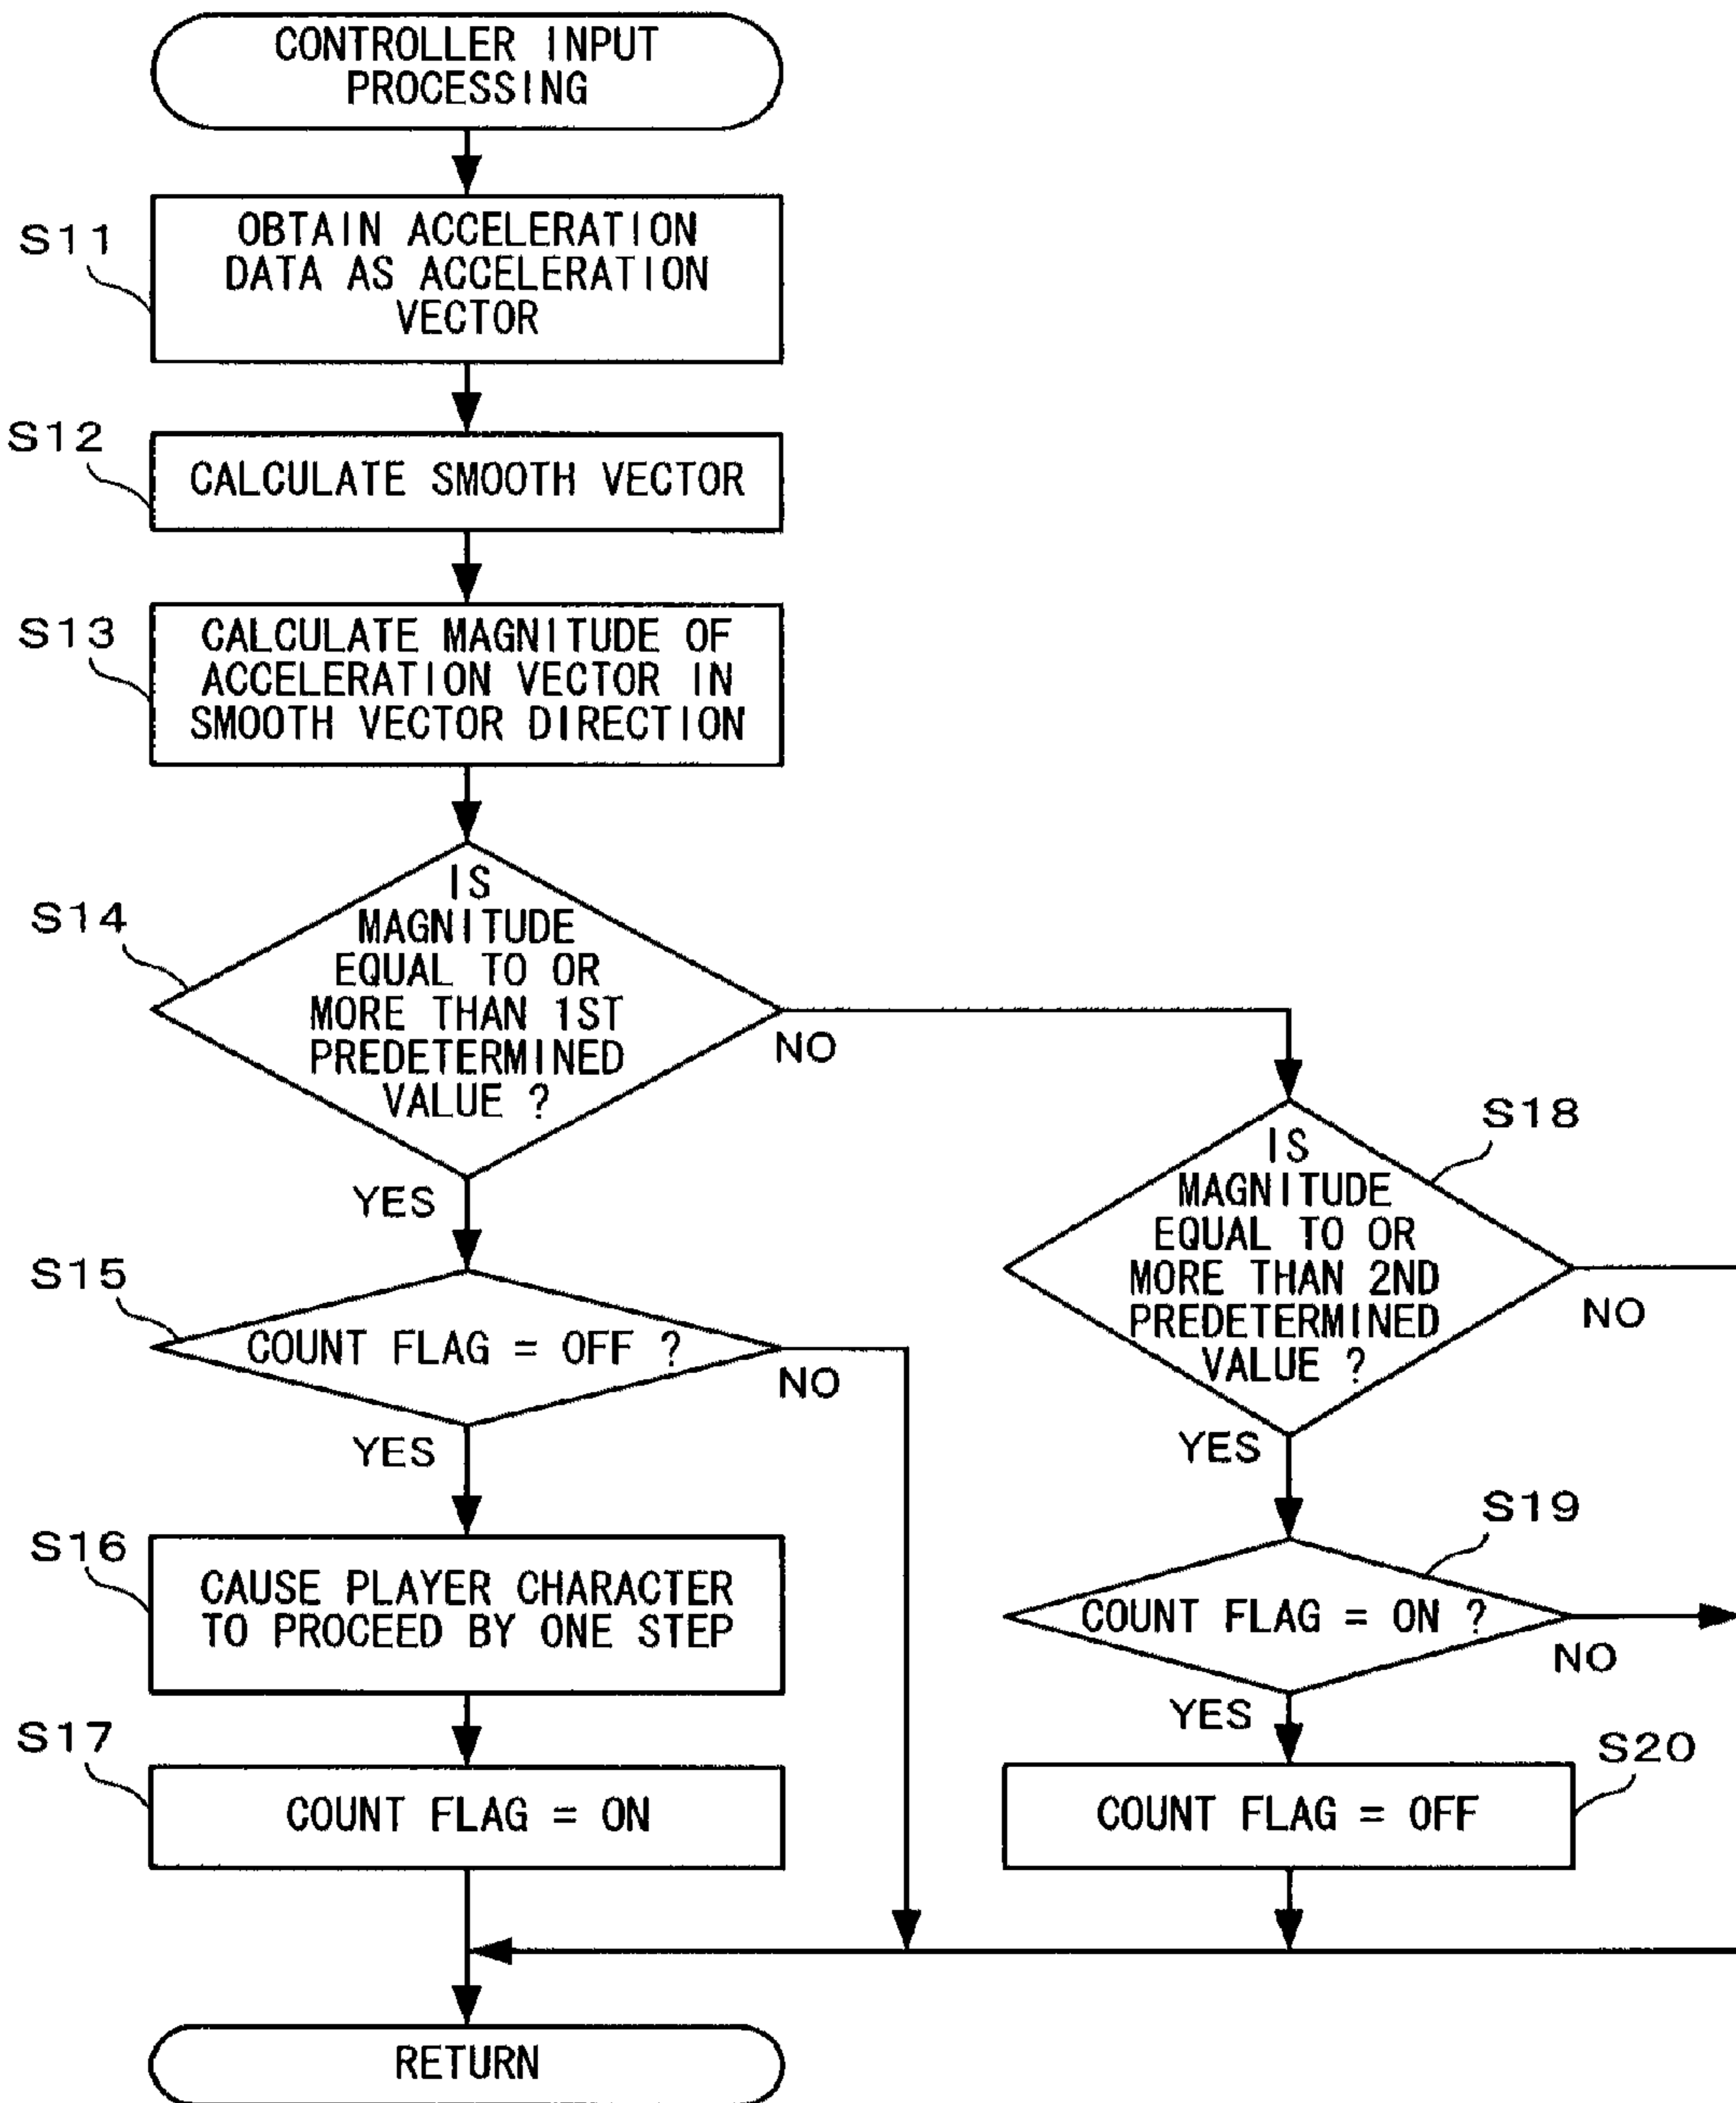 CONTROLLER INPUT
PROCESSING
S11
OBTAIN ACCELERATION
DATA AS ACCELERATION
VECTOR
S12
CALCULATE SMOOTH VECTOR
S13
CALCULATE MAGNITUDE OF
ACCELERATION VECTOR IN
SMOOTH VECTOR DIRECTION
S14
IS
MAGNITUDE
EQUAL TO OR
MORE THAN 1ST
PREDETERMINED
VALUE ?
NO
YES
S15
COUNT FLAG = OFF ?
NO
YES
S16
CAUSE PLAYER CHARACTER
TO PROCEED BY ONE STEP
S17
COUNT FLAG = ON
S18
IS
MAGNITUDE
EQUAL TO OR
MORE THAN 2ND
PREDETERMINED
VALUE ?
NO
YES
S19
COUNT FLAG = ON ?
NO
YES
S20
COUNT FLAG = OFF
RETURN